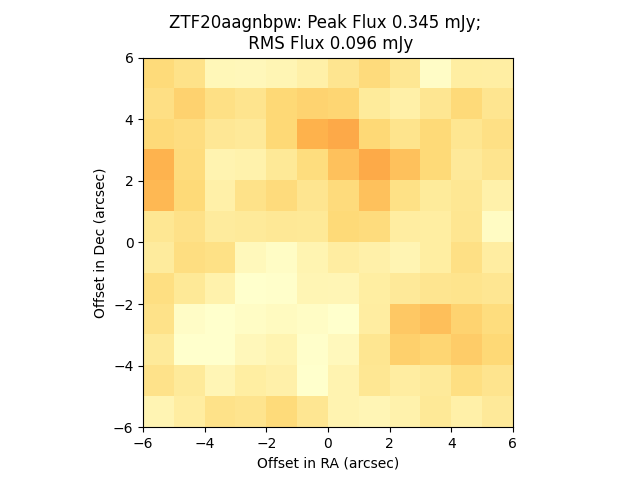 ZTF20aagnbpw: Peak Flux 0.345 mJy;
RMS Flux 0.096 mJy
6
4
2
0
−2
−4
−6
Offset in Dec (arcsec)
−6 −4 −2 0 2 4 6
Offset in RA (arcsec)